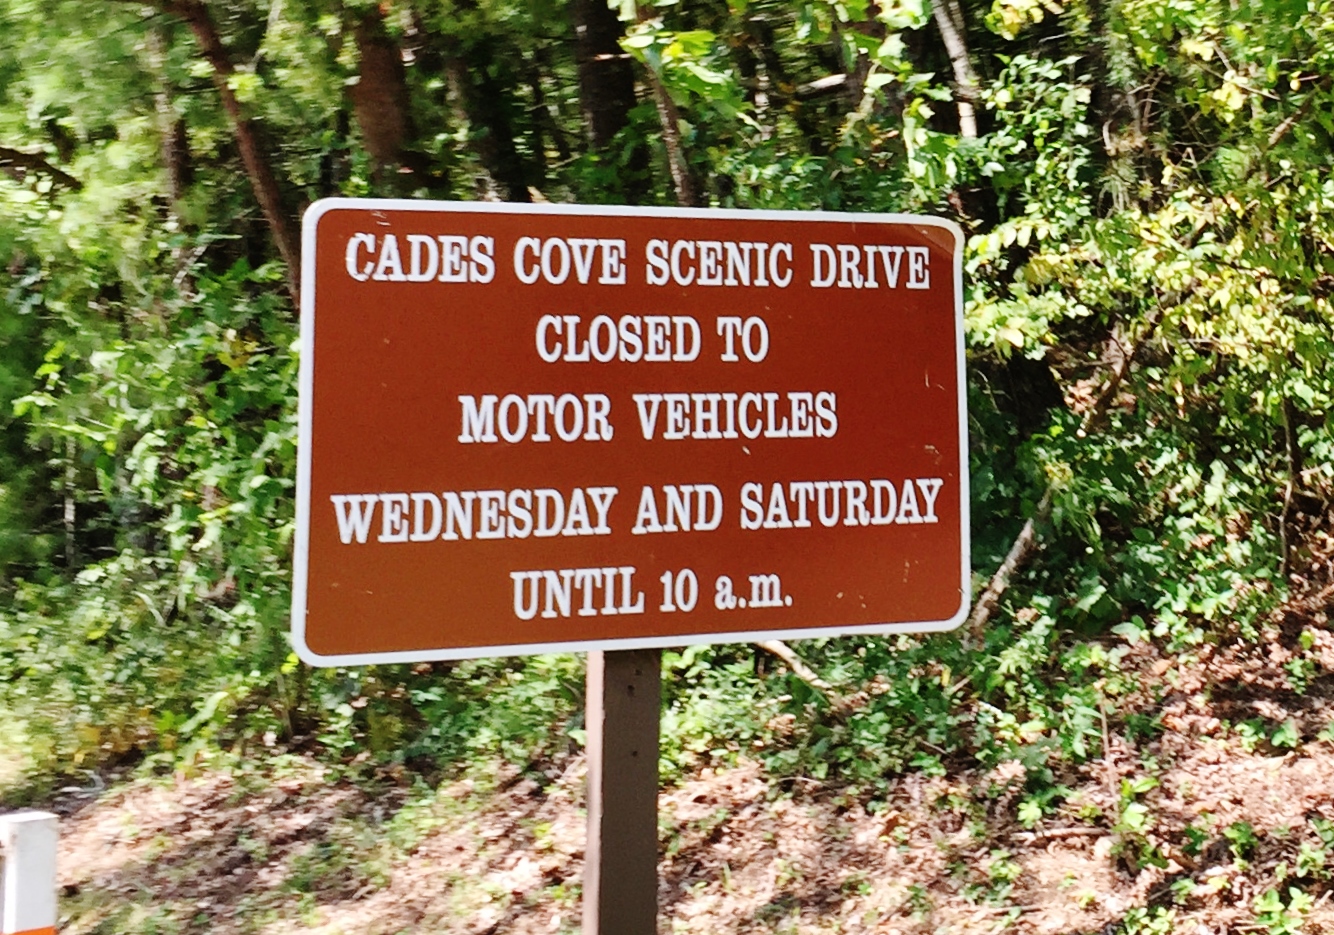 CADES COVE SCENIC DRIVE
CLOSED TO
MOTOR VEHICLES
WEDNESDAY AND SATURDAY
UNTIL 10 a.m.